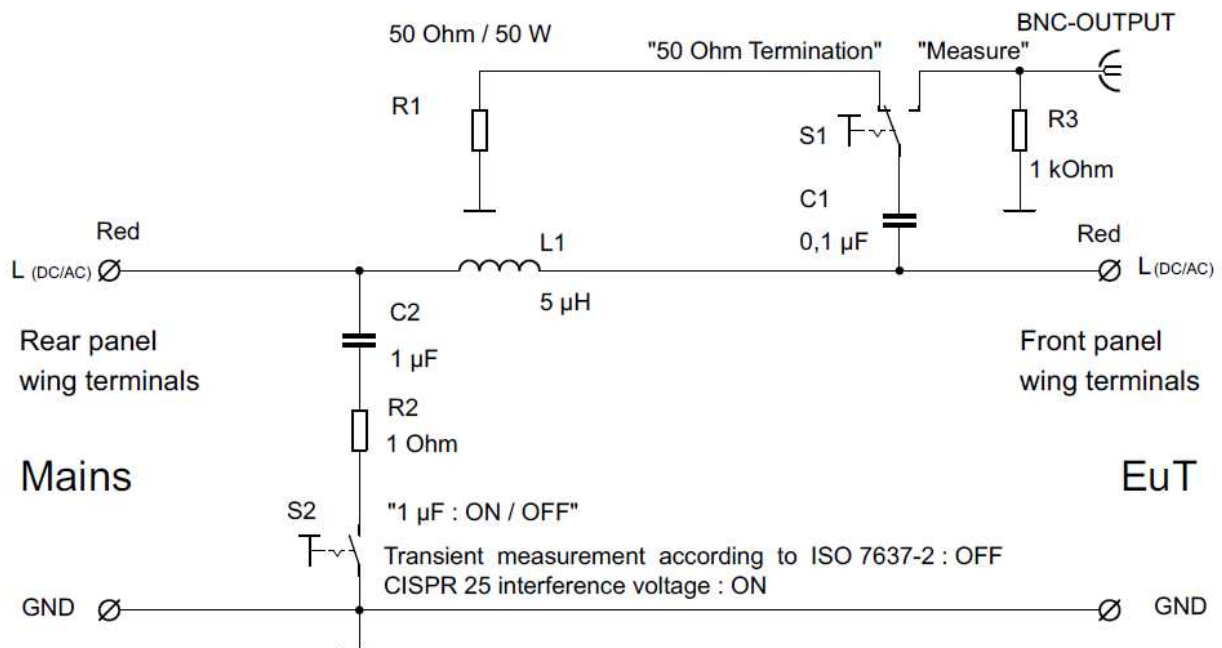 BNC-OUTPUT
50 Ohm / 50 W
"50 Ohm Termination" "Measure"
R1
S1
R3
1 kOhm
C1
0,1 µF
Red
L1
Red
L (DC/AC)
L (DC/AC)
5 µH
C2
1 µF
Rear panel
wing terminals
Front panel
wing terminals
R2
1 Ohm
Mains
EuT
S2
"1 µF : ON / OFF"
Transient measurement according to ISO 7637-2 : OFF
CISPR 25 interference voltage : ON
GND
GND